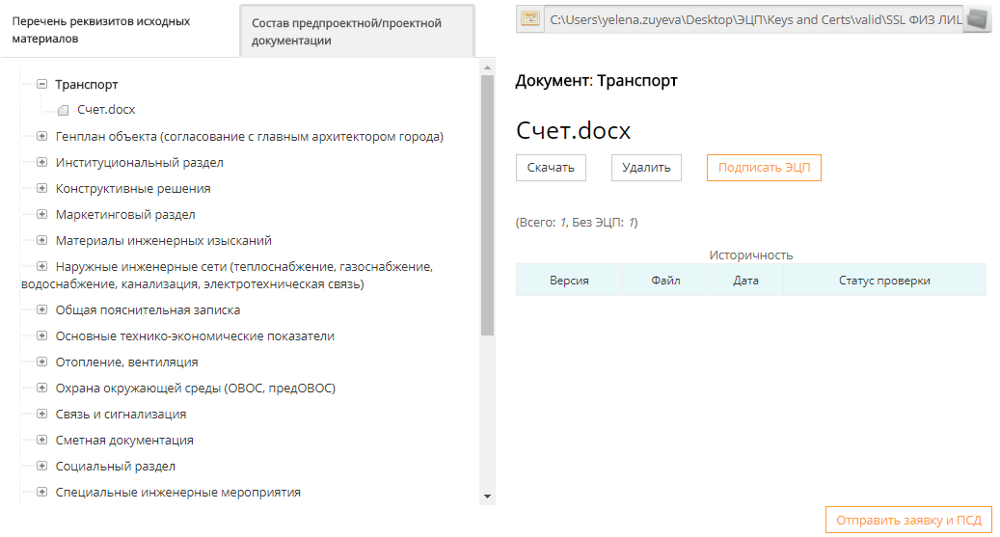 Перечень реквизитов исходных
материалов
Состав предпроектной/проектной
документации
Транспорт
Счет.docx
Генплан объекта (согласование с главным архитектором города)
Институциональный раздел
Конструктивные решения
Маркетинговый раздел
Материалы инженерных изысканий
Наружные инженерные сети (теплоснабжение, газоснабжение,
водоснабжение, канализация, электротехническая связь)
Общая пояснительная записка
Основные технико-экономические показатели
Отопление, вентиляция
Охрана окружающей среды (ОВОС, предОВОС)
Связь и сигнализация
Сметная документация
Социальный раздел
Специальные инженерные мероприятия
C:\Users\yelena.zuyeva\Desktop\ЭЦП\Keys and Certs\valid\SSL ФИЗ ЛИЦ
Документ: Транспорт
Счет.docx
Скачать Удалить Подписать ЭЦП
(Всего: 1, Без ЭЦП: 1)
Историчность
Версия Файл Дата Статус проверки
Отправить заявку и ПСД